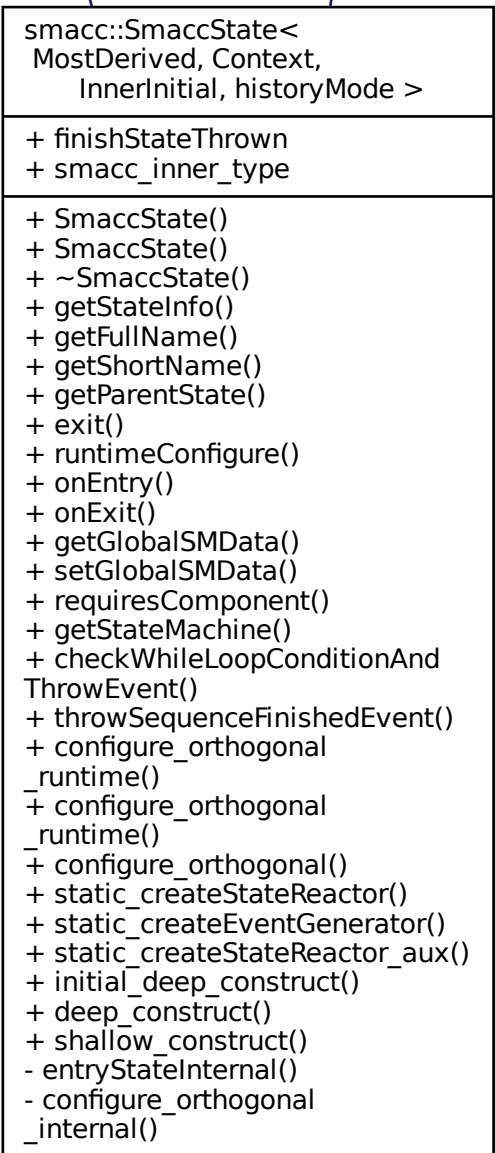 smacc::SmaccState<
MostDerived, Context,
InnerInitial, historyMode >
+ finishStateThrown
+ smacc_inner_type
+ SmaccState()
+ SmaccState()
+ ~SmaccState()
+ getStateInfo()
+ getFullName()
+ getShortName()
+ getParentState()
+ exit()
+ runtimeConfigure()
+ onEntry()
+ onExit()
+ getGlobalSMData()
+ setGlobalSMData()
+ requiresComponent()
+ getStateMachine()
+ checkWhileLoopConditionAnd
ThrowEvent()
+ throwSequenceFinishedEvent()
+ configure_orthogonal
_runtime()
+ configure_orthogonal
_runtime()
+ configure_orthogonal()
+ static_createStateReactor()
+ static_createEventGenerator()
+ static_createStateReactor_aux()
+ initial_deep_construct()
+ deep_construct()
+ shallow_construct()
- entryStateInternal()
- configure_orthogonal
_internal()